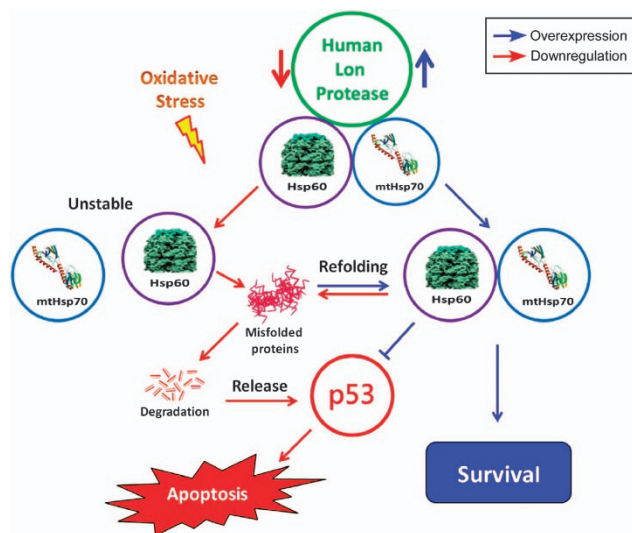 Overexpression
Downregulation
Human
Lon
Protease
Oxidative
Stress
Hsp60
mtHsp70
Unstable
mtHsp70
Hsp60
Refolding
Hsp60
mtHsp70
Misfolded
proteins
Release
Degradation
p53
Apoptosis
Survival